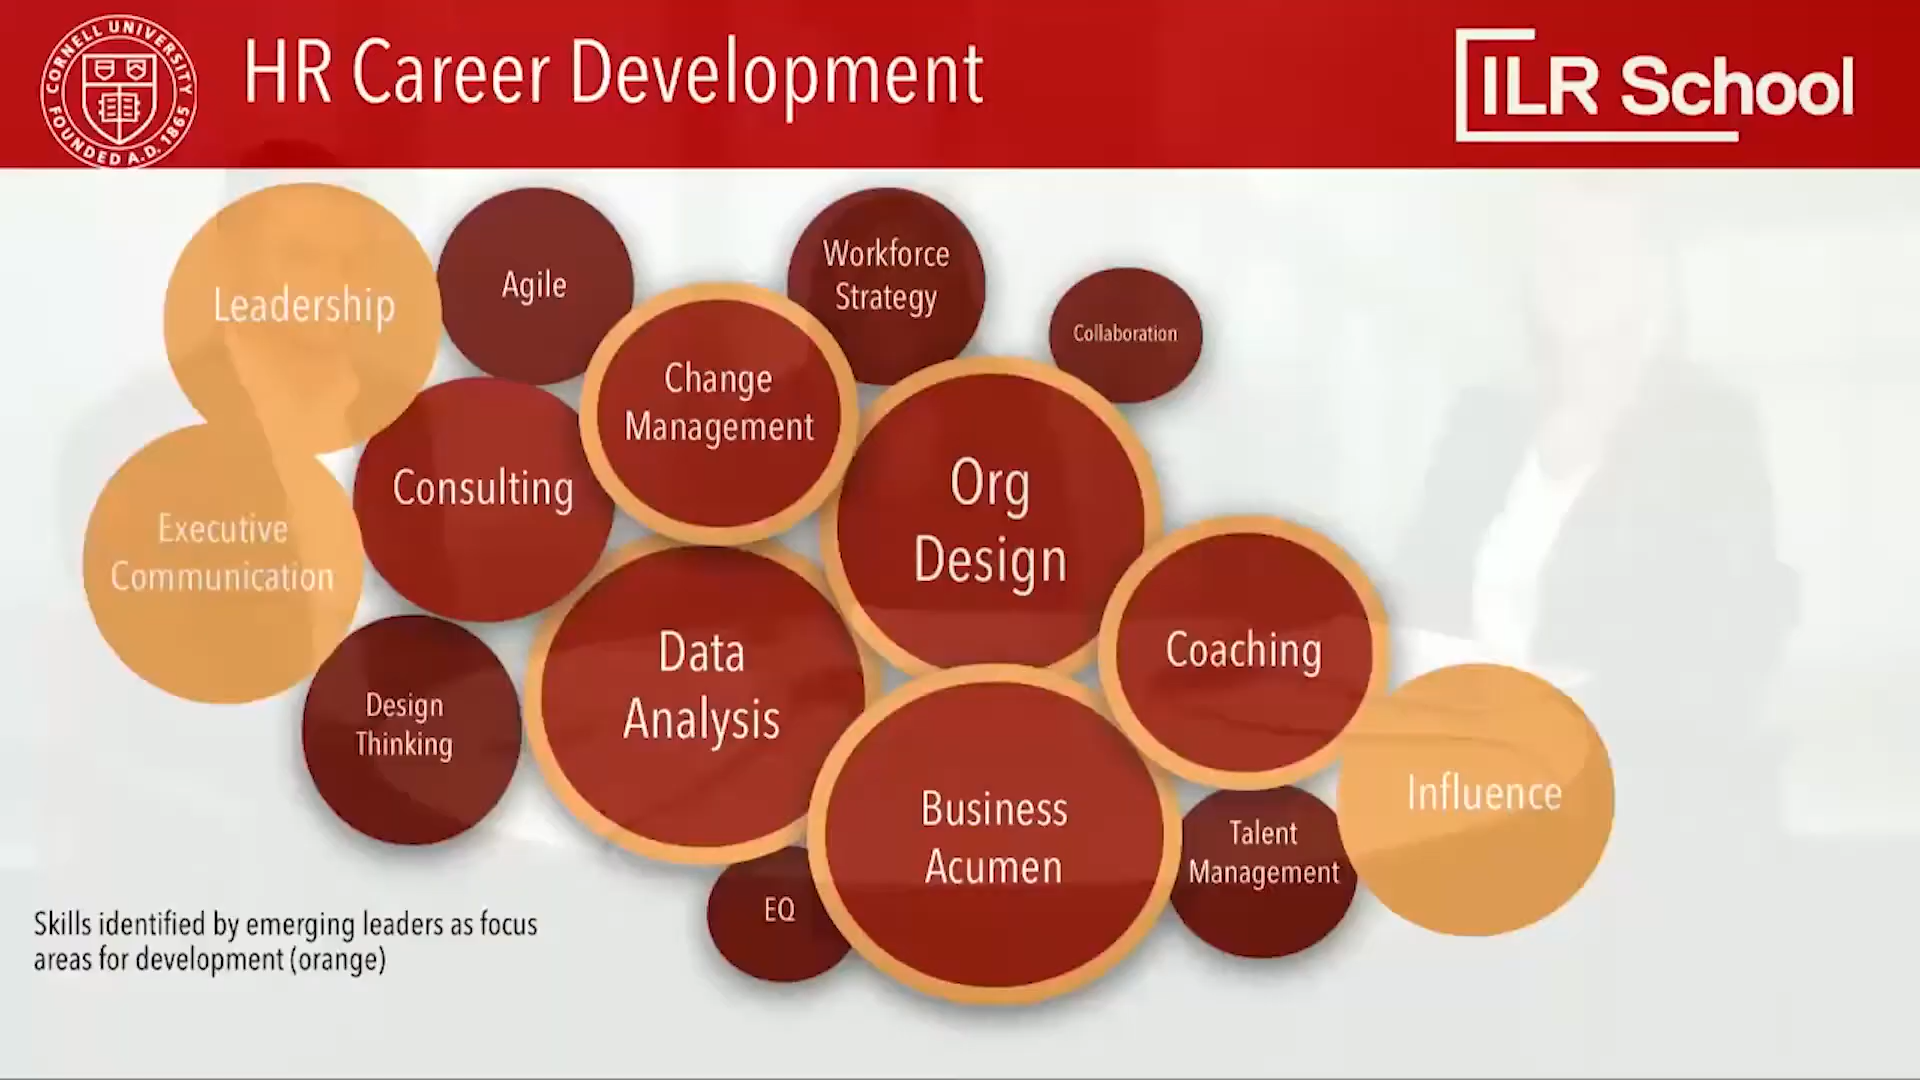 CORNELL UNIVERSITY
FOUNDED A.D. 1865
HR Career Development
ILR School
Leadership
Agile
Workforce
Strategy
Collaboration
Change
Management
Consulting
Org
Design
Executive
Communication
Data
Analysis
Coaching
Design
Thinking
Business
Acumen
Influence
Talent
Management
EQ
Skills identified by emerging leaders as focus
areas for development (orange)